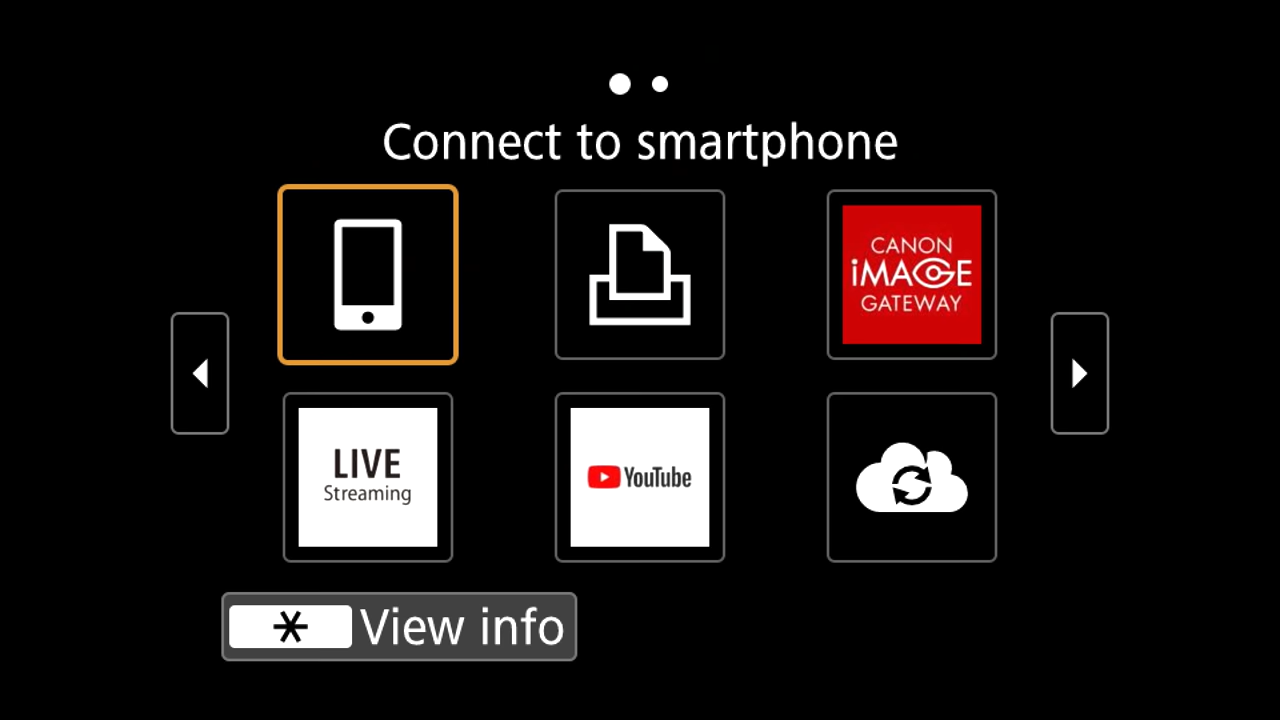 Connect to smartphone
CANON
iMAGE
GATEWAY
LIVE
Streaming
YouTube
View info